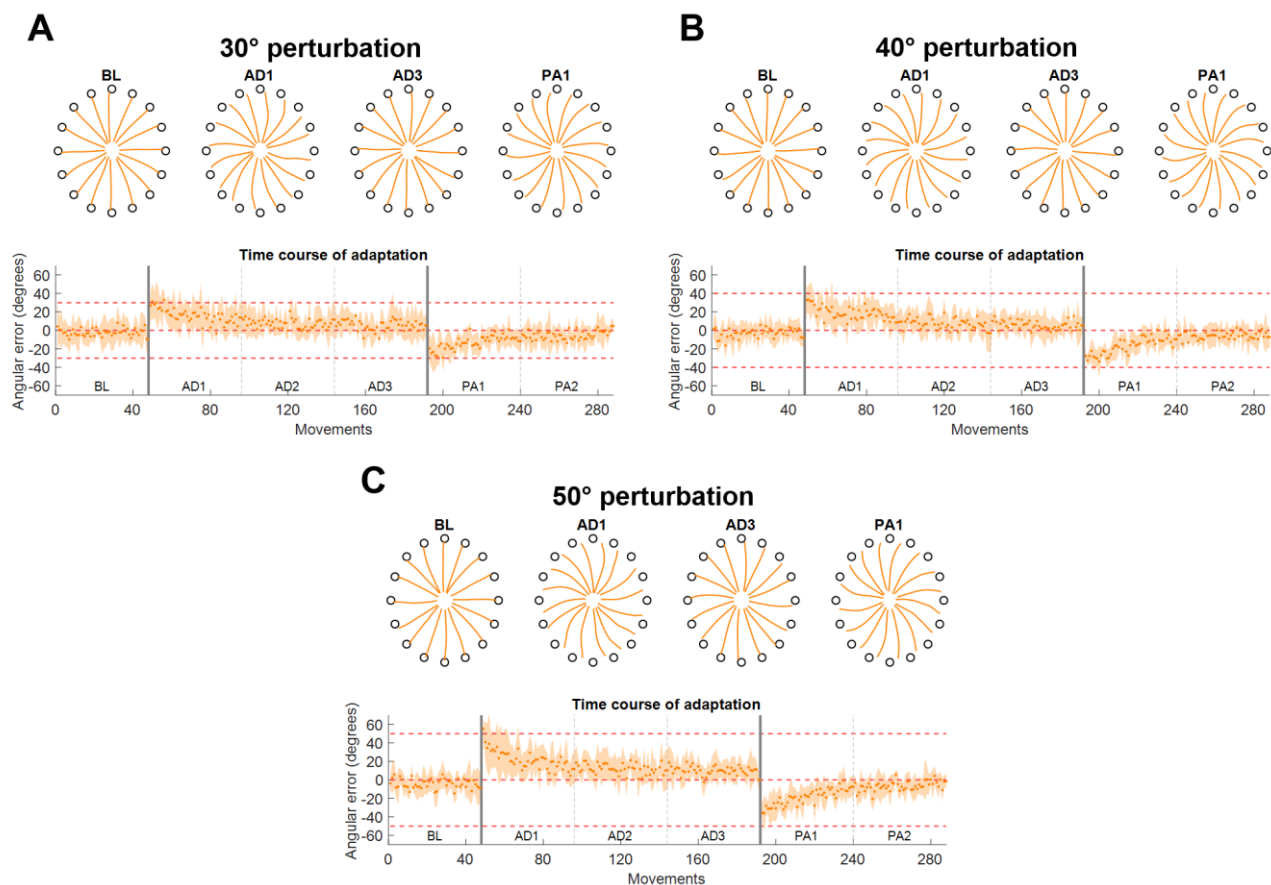 A
30° perturbation
BL AD1 AD3 PA1
Time course of adaptation
Angular error (degrees)
60
40
20
0
-20
-40
-60
BL AD1 AD2 AD3 PA1 PA2
0 40 80 120 160 200 240 280
Movements
B
40° perturbation
BL AD1 AD3 PA1
Time course of adaptation
Angular error (degrees)
60
40
20
0
-20
-40
-60
BL AD1 AD2 AD3 PA1 PA2
0 40 80 120 160 200 240 280
Movements
C
50° perturbation
BL AD1 AD3 PA1
Time course of adaptation
Angular error (degrees)
60
40
20
0
-20
-40
-60
BL AD1 AD2 AD3 PA1 PA2
0 40 80 120 160 200 240 280
Movements